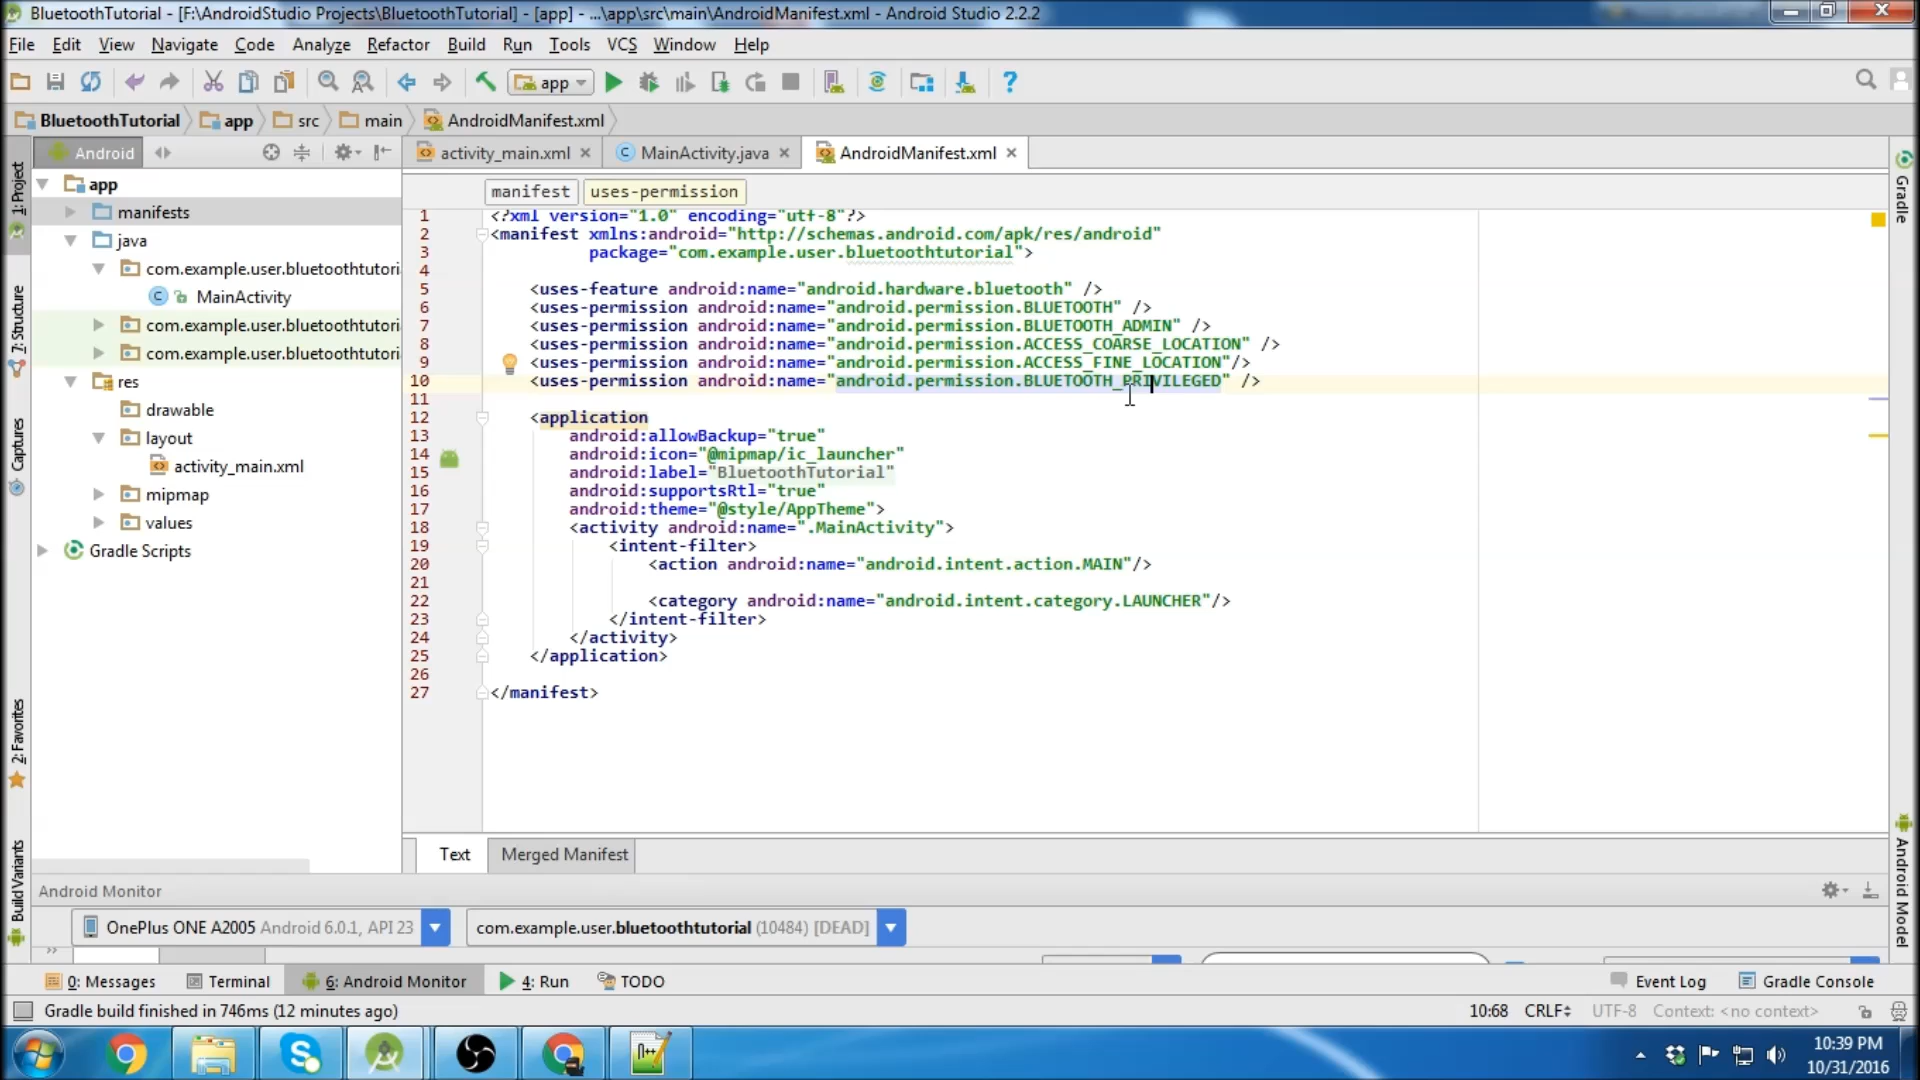 BluetoothTutorial - [F:\AndroidStudio Projects\BluetoothTutorial] - [app] - ...\app\src\main\AndroidManifest.xml - Android Studio 2.2.2
File Edit View Navigate Code Analyze Refactor Build Run Tools VCS Window Help
app
BluetoothTutorial app src main AndroidManifest.xml
Android
activity_main.xml MainActivity.java AndroidManifest.xml
manifest uses-permission
1: Project
7: Structure
Captures
2: Favorites
Build Variants
app
manifests
java
com.example.user.bluetoothtutori
MainActivity
com.example.user.bluetoothtutori
com.example.user.bluetoothtutori
res
drawable
layout
activity_main.xml
mipmap
values
Gradle Scripts
1 <?xml version="1.0" encoding="utf-8"?>
2 <manifest xmlns:android="http://schemas.android.com/apk/res/android"
3 package="com.example.user.bluetoothtutorial">
4
5 <uses-feature android:name="android.hardware.bluetooth" />
6 <uses-permission android:name="android.permission.BLUETOOTH" />
7 <uses-permission android:name="android.permission.BLUETOOTH_ADMIN" />
8 <uses-permission android:name="android.permission.ACCESS_COARSE_LOCATION" />
9 <uses-permission android:name="android.permission.ACCESS_FINE_LOCATION"/>
10 <uses-permission android:name="android.permission.BLUETOOTH_PRIVILEGED" />
11
12 <application
13 android:allowBackup="true"
14 android:icon="@mipmap/ic_launcher"
15 android:label="BluetoothTutorial"
16 android:supportsRtl="true"
17 android:theme="@style/AppTheme">
18 <activity android:name=".MainActivity">
19 <intent-filter>
20 <action android:name="android.intent.action.MAIN"/>
21
22 <category android:name="android.intent.category.LAUNCHER"/>
23 </intent-filter>
24 </activity>
25 </application>
26
27 </manifest>
Gradle
Android Model
Text Merged Manifest
Android Monitor
OnePlus ONE A2005 Android 6.0.1, API 23 com.example.user.bluetoothtutorial (10484) [DEAD]
0: Messages Terminal 6: Android Monitor 4: Run TODO Event Log Gradle Console
Gradle build finished in 746ms (12 minutes ago) 10:68 CRLF UTF-8 Context: <no context>
10:39 PM
10/31/2016